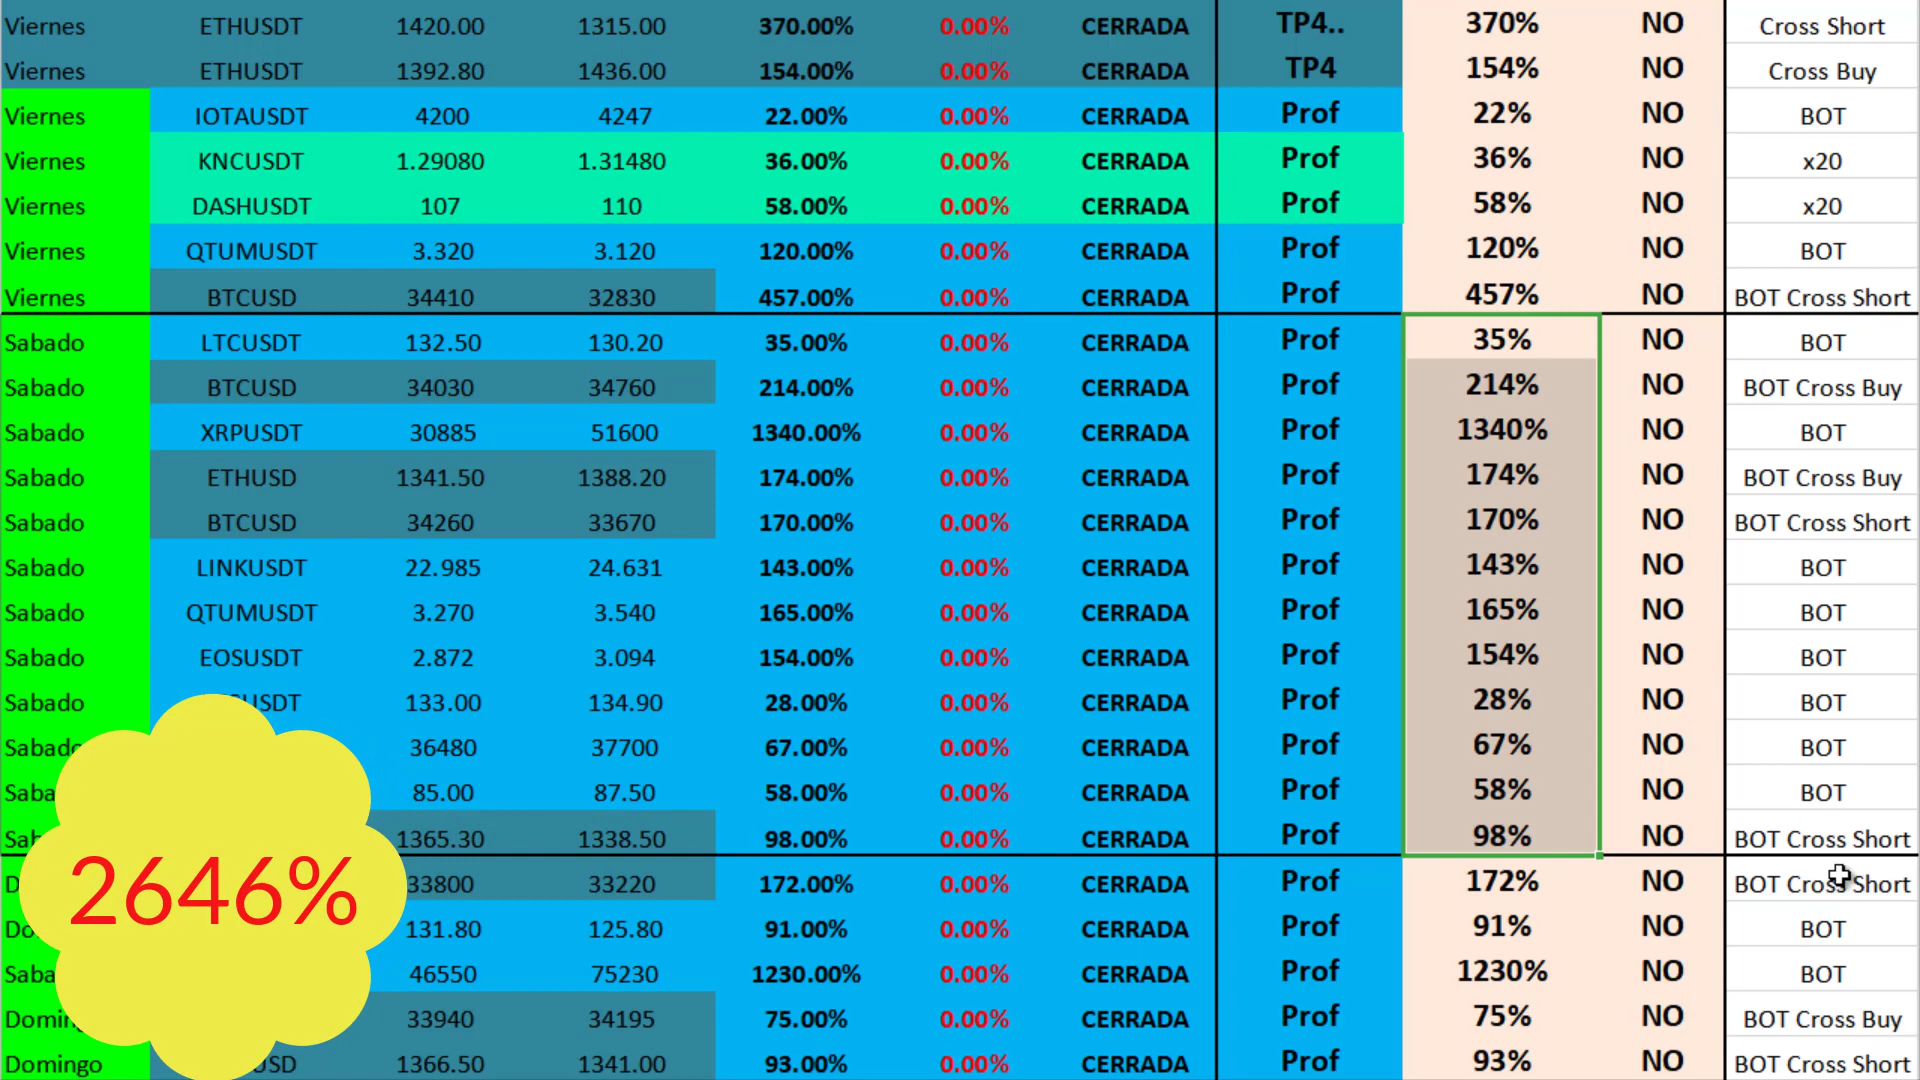 Viernes ETHUSDT 1420.00 1315.00 370.00% 0.00% CERRADA TP4.. 370% NO Cross Short
Viernes ETHUSDT 1392.80 1436.00 154.00% 0.00% CERRADA TP4 154% NO Cross Buy
Viernes IOTAUSDT 4200 4247 22.00% 0.00% CERRADA Prof 22% NO BOT
Viernes KNCUSDT 1.29080 1.31480 36.00% 0.00% CERRADA Prof 36% NO x20
Viernes DASHUSDT 107 110 58.00% 0.00% CERRADA Prof 58% NO x20
Viernes QTUMUSDT 3.320 3.120 120.00% 0.00% CERRADA Prof 120% NO BOT
Viernes BTCUSD 34410 32830 457.00% 0.00% CERRADA Prof 457% NO BOT Cross Short
Sabado LTCUSDT 132.50 130.20 35.00% 0.00% CERRADA Prof 35% NO BOT
Sabado BTCUSD 34030 34760 214.00% 0.00% CERRADA Prof 214% NO BOT Cross Buy
Sabado XRPUSDT 30885 51600 1340.00% 0.00% CERRADA Prof 1340% NO BOT
Sabado ETHUSD 1341.50 1388.20 174.00% 0.00% CERRADA Prof 174% NO BOT Cross Buy
Sabado BTCUSD 34260 33670 170.00% 0.00% CERRADA Prof 170% NO BOT Cross Short
Sabado LINKUSDT 22.985 24.631 143.00% 0.00% CERRADA Prof 143% NO BOT
Sabado QTUMUSDT 3.270 3.540 165.00% 0.00% CERRADA Prof 165% NO BOT
Sabado EOSUSDT 2.872 3.094 154.00% 0.00% CERRADA Prof 154% NO BOT
Sabado 133.00 134.90 28.00% 0.00% CERRADA Prof 28% NO BOT
36480 37700 67.00% 0.00% CERRADA Prof 67% NO BOT
85.00 87.50 58.00% 0.00% CERRADA Prof 58% NO BOT
1365.30 1338.50 98.00% 0.00% CERRADA Prof 98% NO BOT Cross Short
33800 33220 172.00% 0.00% CERRADA Prof 172% NO BOT Cross Short
131.80 125.80 91.00% 0.00% CERRADA Prof 91% NO BOT
46550 75230 1230.00% 0.00% CERRADA Prof 1230% NO BOT
33940 34195 75.00% 0.00% CERRADA Prof 75% NO BOT Cross Buy
Domingo 1366.50 1341.00 93.00% 0.00% CERRADA Prof 93% NO BOT Cross Short
2646%